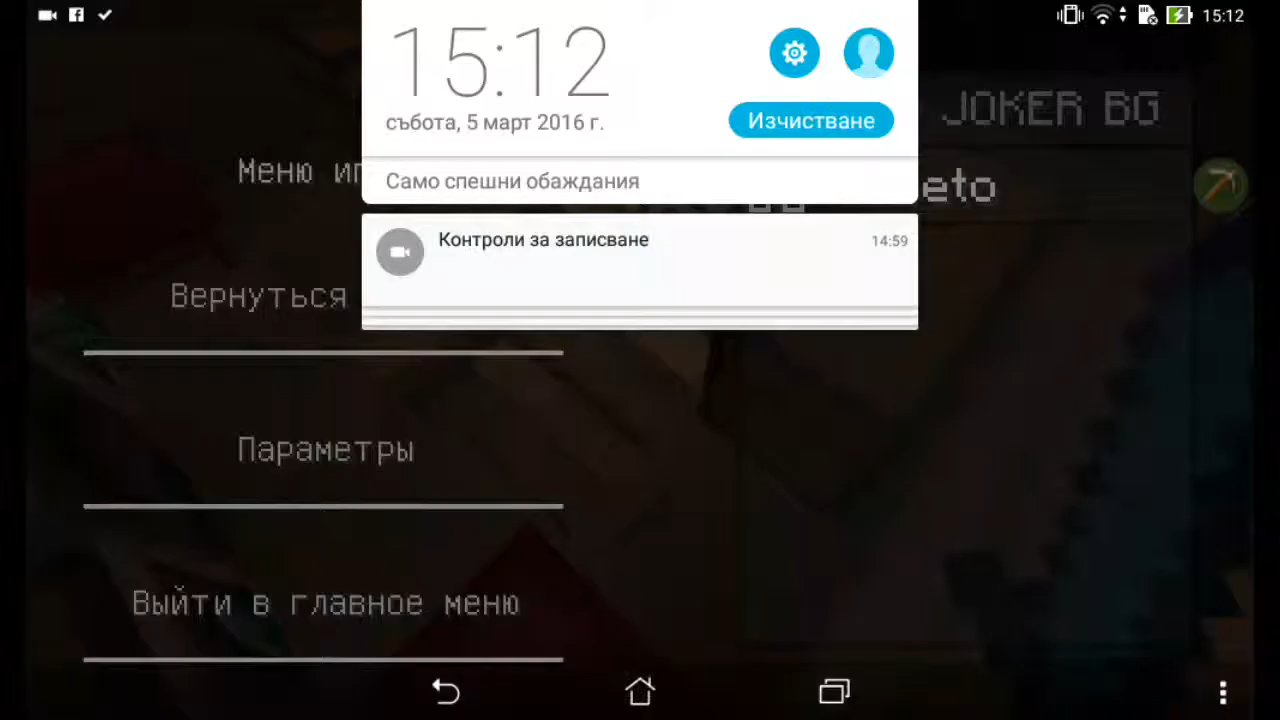 15:12
15:12
събота, 5 март 2016 г.
Изчистване
JOKER BG
Само спешни обаждания
Меню
eto
Контроли за записване
14:59
Вернуться
Параметры
Выйти в главное меню